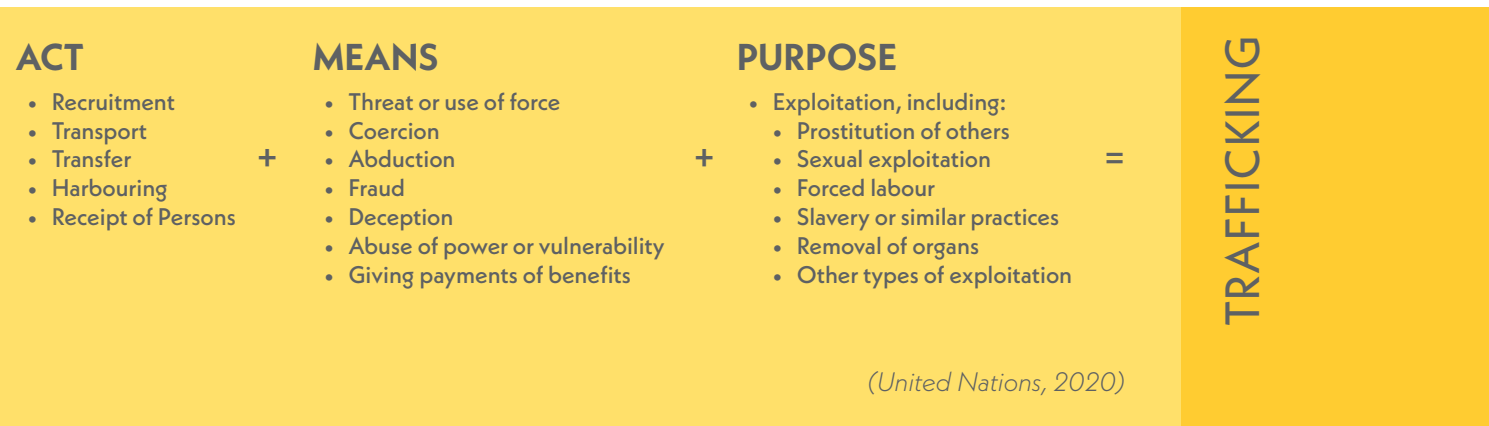 ACT
• Recruitment
• Transport
• Transfer
• Harbouring
• Receipt of Persons
+
MEANS
• Threat or use of force
• Coercion
• Abduction
• Fraud
• Deception
• Abuse of power or vulnerability
• Giving payments of benefits
+
PURPOSE
• Exploitation, including:
• Prostitution of others
• Sexual exploitation
• Forced labour
• Slavery or similar practices
• Removal of organs
• Other types of exploitation
=
TRAFFICKING
(United Nations, 2020)